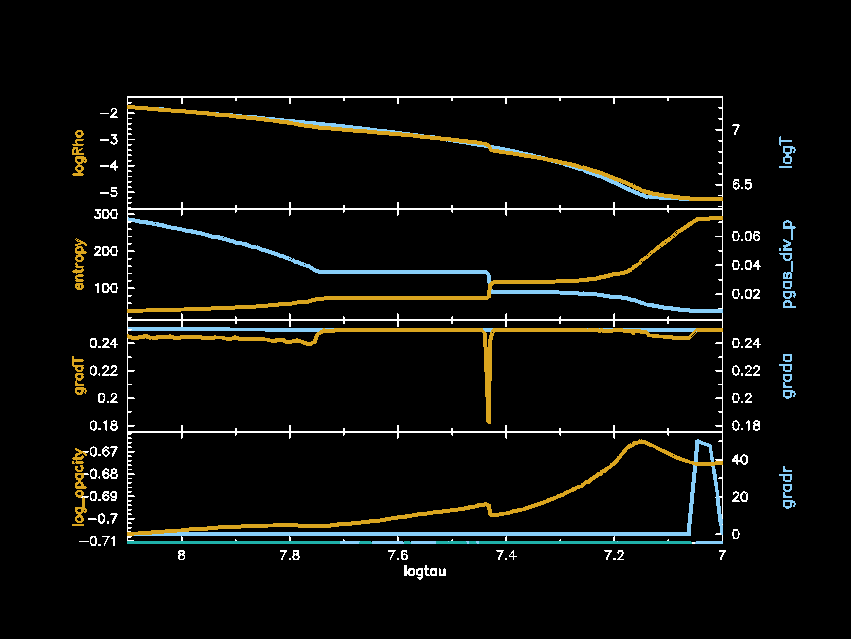 logRho
−2
−3
−4
−5
7
6.5
logT
entropy
300
200
100
0.06
0.04
0.02
pgas_div_p
gradT
0.24
0.22
0.2
0.18
0.24
0.22
0.2
0.18
grada
log_opacity
−0.67
−0.68
−0.69
−0.7
−0.71
40
20
0
gradr
8 7.8 7.6 7.4 7.2 7
logtau